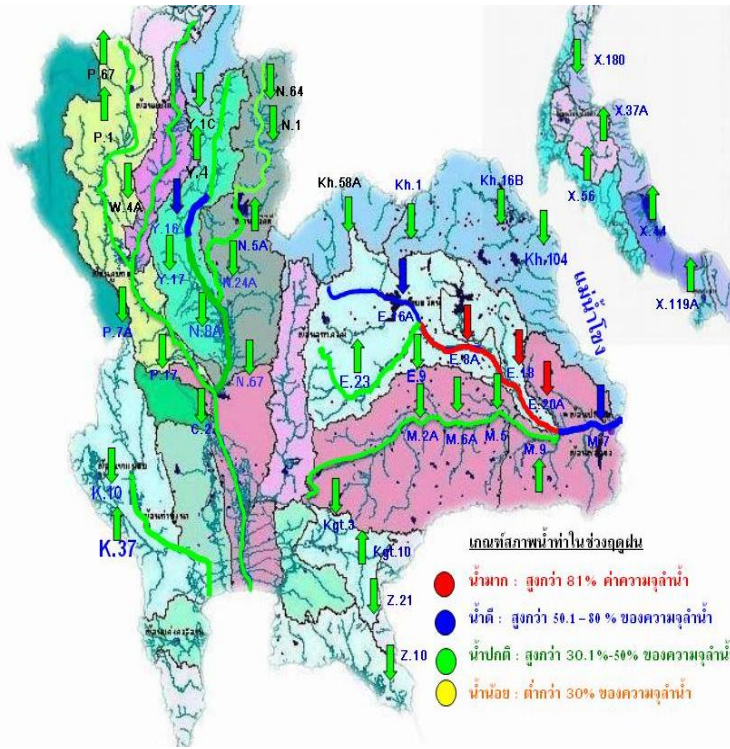 P.67
P.1
W.4A
Y.1C
Y.4
N.64
N.1
Y.16
Y.17
N.5A
N.24A
N.8A
P.7A
P.17
N.67
C.2
K.10
K.37
Kh.58A
Kh.1
Kh.16B
Kh.104
แม่น้ำโขง
E.16A
E.8A
E.18
E.20A
E.23
E.9
M.2A
M.6A
M.5
M.9
M.7
Kgt.3
Kgt.10
Z.21
Z.10
X.180
X.37A
X.56
X.44
X.119A
เกณฑ์สภาพน้ำท่าในช่วงฤดูฝน
น้ำมาก : สูงกว่า 81% ค่าความจุลำน้ำ
น้ำดี : สูงกว่า 50.1 – 80 % ของความจุลำน้ำ
น้ำปกติ : สูงกว่า 30.1%-50% ของความจุลำน้ำ
น้ำน้อย : ต่ำกว่า 30% ของความจุลำน้ำ